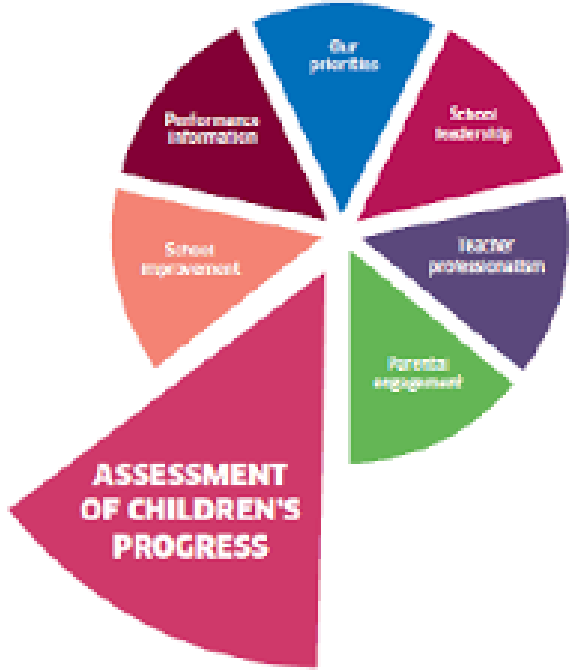 Our
priorities
School
leadership
Teacher
professionalism
Parental
engagement
ASSESSMENT
OF CHILDREN'S
PROGRESS
School
improvement
Performance
information